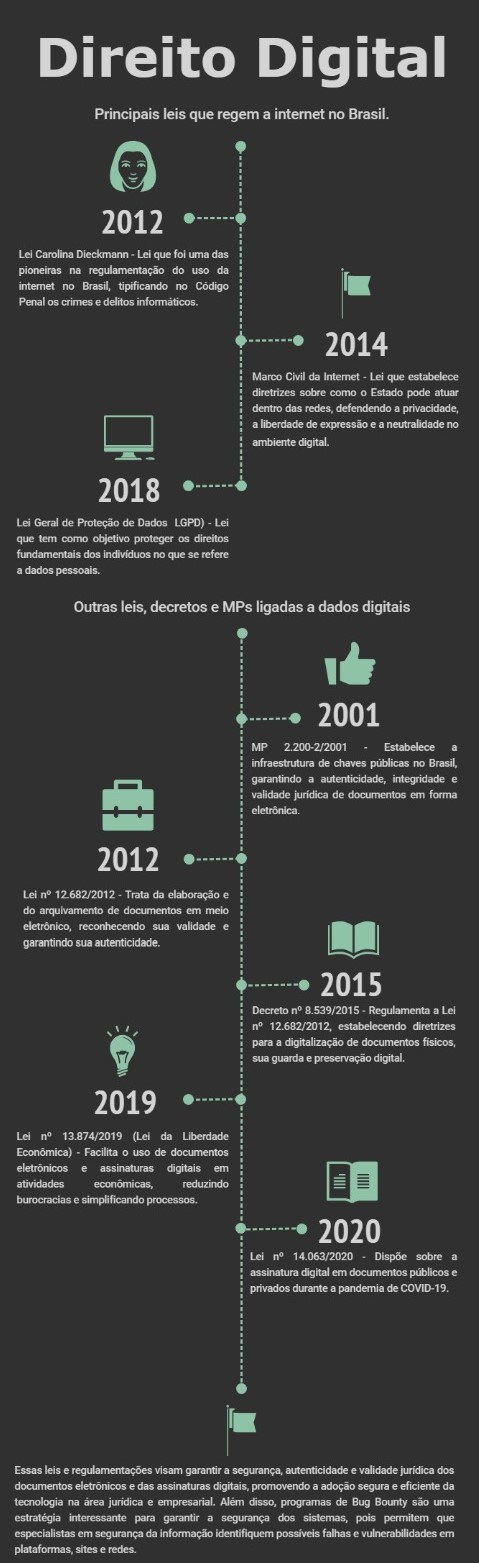 Direito Digital
Principais leis que regem a internet no Brasil.
2012
Lei Carolina Dieckmann - Lei que foi uma das
pioneiras na regulamentação do uso da
internet no Brasil, tipificando no Código
Penal os crimes e delitos informáticos.
2014
Marco Civil da Internet - Lei que estabelece
diretrizes sobre como o Estado pode atuar
dentro das redes, defendendo a privacidade,
a liberdade de expressão e a neutralidade no
ambiente digital.
2018
Lei Geral de Proteção de Dados LGPD) - Lei
que tem como objetivo proteger os direitos
fundamentais dos indivíduos no que se refere
a dados pessoais.
Outras leis, decretos e MPs ligadas a dados digitais
2001
MP 2.200-2/2001 - Estabelece a
infraestrutura de chaves públicas no Brasil,
garantindo a autenticidade, integridade e
validade jurídica de documentos em forma
eletrônica.
2012
Lei nº 12.682/2012 - Trata da elaboração e
do arquivamento de documentos em meio
eletrônico, reconhecendo sua validade e
garantindo sua autenticidade.
2015
Decreto nº 8.539/2015 - Regulamenta a Lei
nº 12.682/2012, estabelecendo diretrizes
para a digitalização de documentos físicos,
sua guarda e preservação digital.
2019
Lei nº 13.874/2019 (Lei da Liberdade
Econômica) - Facilita o uso de documentos
eletrônicos e assinaturas digitais em
atividades econômicas, reduzindo
burocracias e simplificando processos.
2020
Lei nº 14.063/2020 - Dispõe sobre a
assinatura digital em documentos públicos e
privados durante a pandemia de COVID-19.
Essas leis e regulamentações visam garantir a segurança, autenticidade e validade jurídica dos
documentos eletrônicos e das assinaturas digitais, promovendo a adoção segura e eficiente da
tecnologia na área jurídica e empresarial. Além disso, programas de Bug Bounty são uma
estratégia interessante para garantir a segurança dos sistemas, pois permitem que
especialistas em segurança da informação identifiquem possíveis falhas e vulnerabilidades em
plataformas, sites e redes.